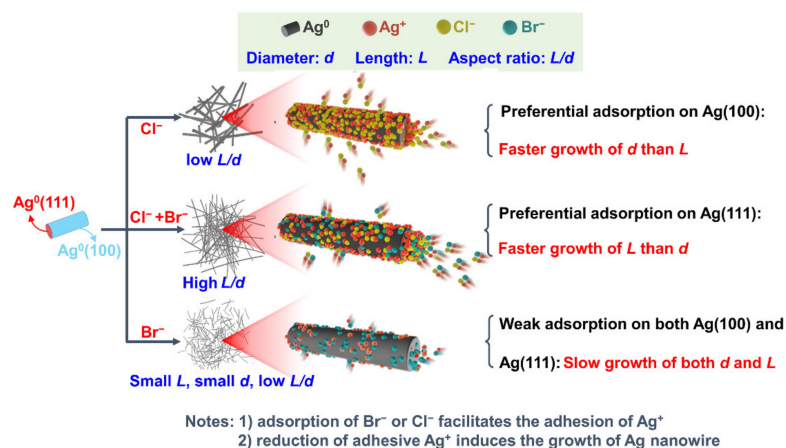 Ag⁰ Ag⁺ Cl⁻ Br⁻
Diameter: d Length: L Aspect ratio: L/d
Cl⁻
low L/d
Preferential adsorption on Ag(100):
Faster growth of d than L
Ag⁰(111)
Ag⁰(100)
Cl⁻ +Br⁻
High L/d
Preferential adsorption on Ag(111):
Faster growth of L than d
Br⁻
Small L, small d, low L/d
Weak adsorption on both Ag(100) and
Ag(111): Slow growth of both d and L
Notes: 1) adsorption of Br⁻ or Cl⁻ facilitates the adhesion of Ag⁺
2) reduction of adhesive Ag⁺ induces the growth of Ag nanowire